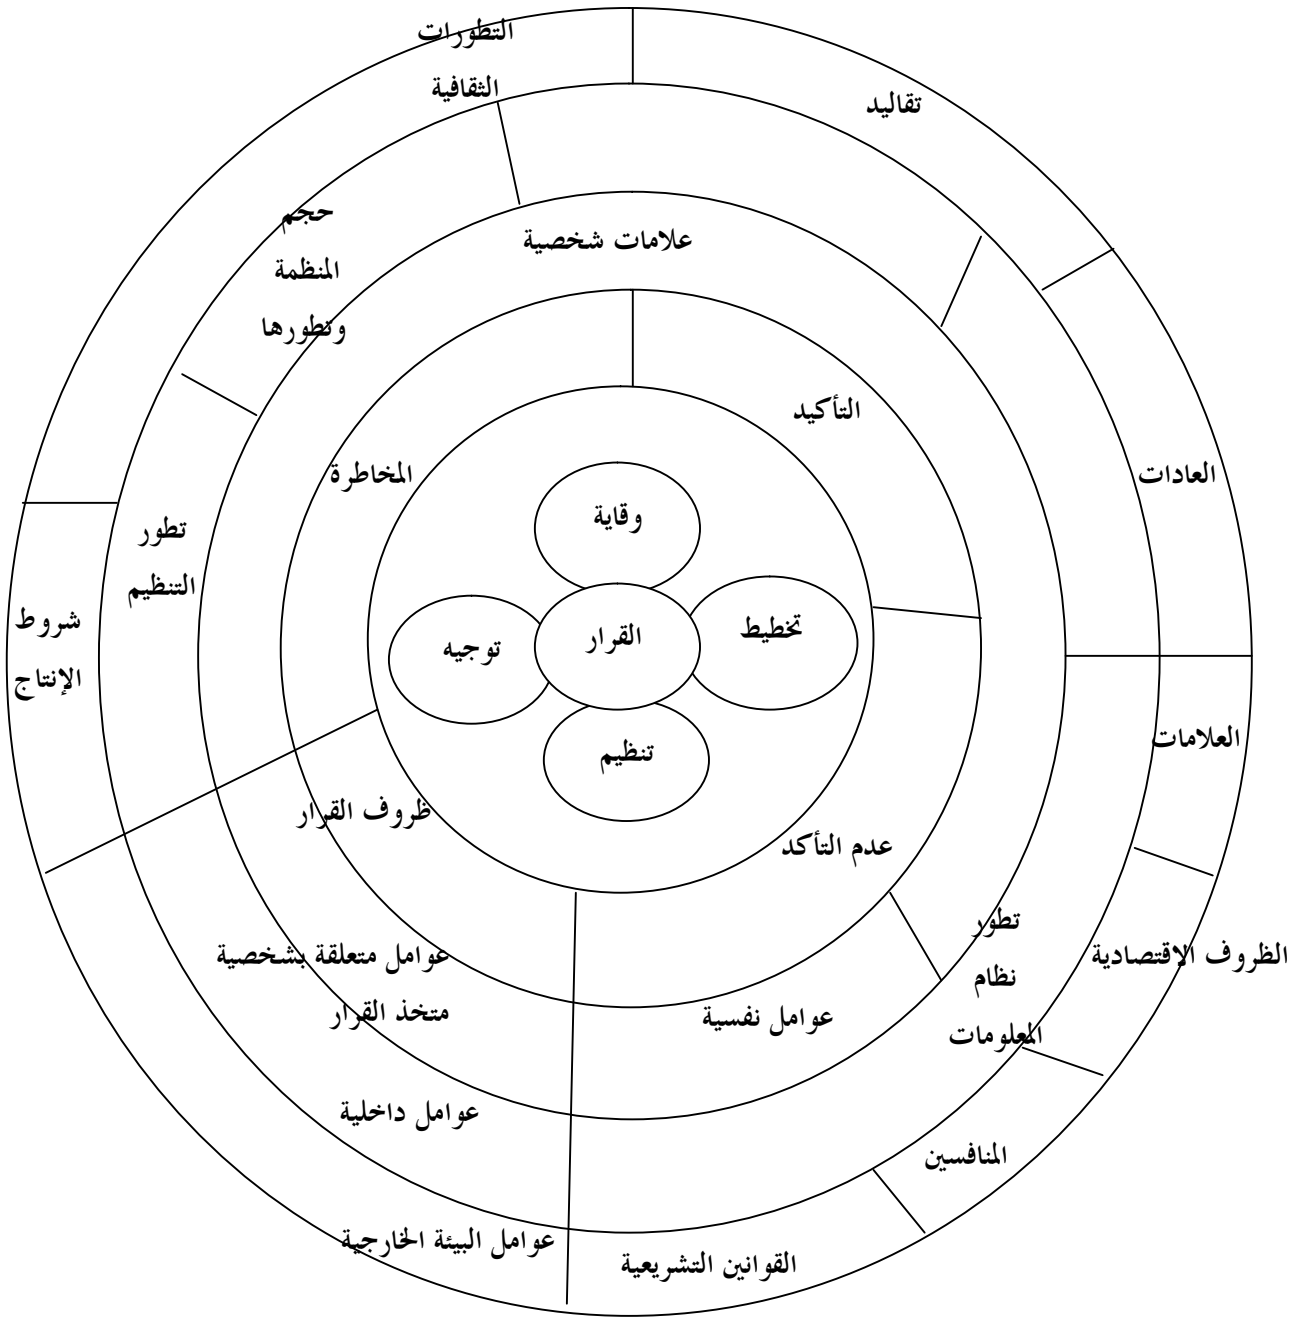 التطورات
الثقافية
تقاليد
حجم
المنظمة
وتطورها
علامات شخصية
التأكيد
المخاطرة
العادات
وقاية
تطور
التنظيم
شروط
الإنتاج
توجيه
القرار
تخطيط
تنظيم
العلامات
ظروف القرار
عدم التأكد
تطور
نظام
المعلومات
الظروف الاقتصادية
عوامل متعلقة بشخصية
متخذ القرار
عوامل نفسية
عوامل داخلية
المنافسين
عوامل البيئة الخارجية
القوانين التشريعية